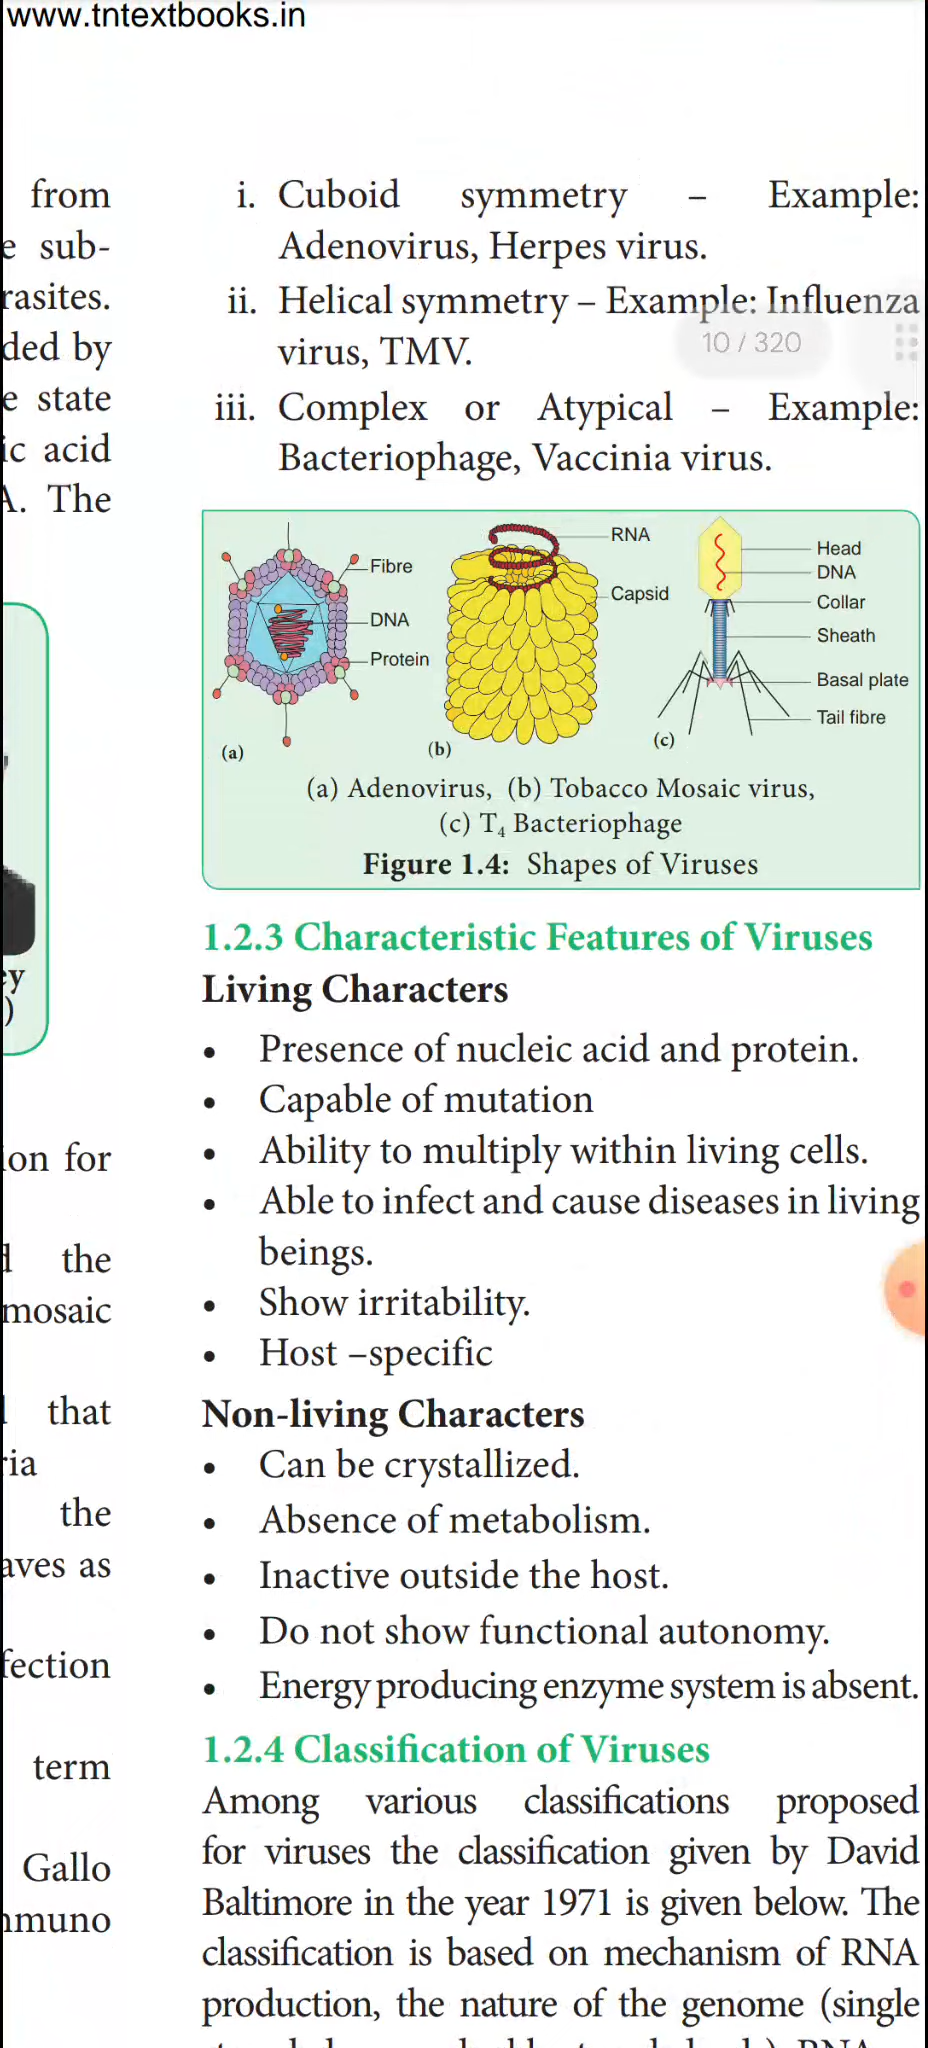 www.tntextbooks.in
from
e sub-
rasites.
ded by
e state
ic acid
A. The
ey
)
ion for
the
mosaic
that
ria
the
aves as
fection
term
Gallo
mmuno
i. Cuboid symmetry – Example:
Adenovirus, Herpes virus.
ii. Helical symmetry – Example: Influenza
virus, TMV.
10 / 320
iii. Complex or Atypical – Example:
Bacteriophage, Vaccinia virus.
Fibre
DNA
Protein
(a)
RNA
Capsid
(b)
Head
DNA
Collar
Sheath
Basal plate
Tail fibre
(c)
(a) Adenovirus, (b) Tobacco Mosaic virus,
(c) T4 Bacteriophage
Figure 1.4: Shapes of Viruses
1.2.3 Characteristic Features of Viruses
Living Characters
• Presence of nucleic acid and protein.
• Capable of mutation
• Ability to multiply within living cells.
• Able to infect and cause diseases in living
beings.
• Show irritability.
• Host –specific
Non-living Characters
• Can be crystallized.
• Absence of metabolism.
• Inactive outside the host.
• Do not show functional autonomy.
• Energy producing enzyme system is absent.
1.2.4 Classification of Viruses
Among various classifications proposed
for viruses the classification given by David
Baltimore in the year 1971 is given below. The
classification is based on mechanism of RNA
production, the nature of the genome (single